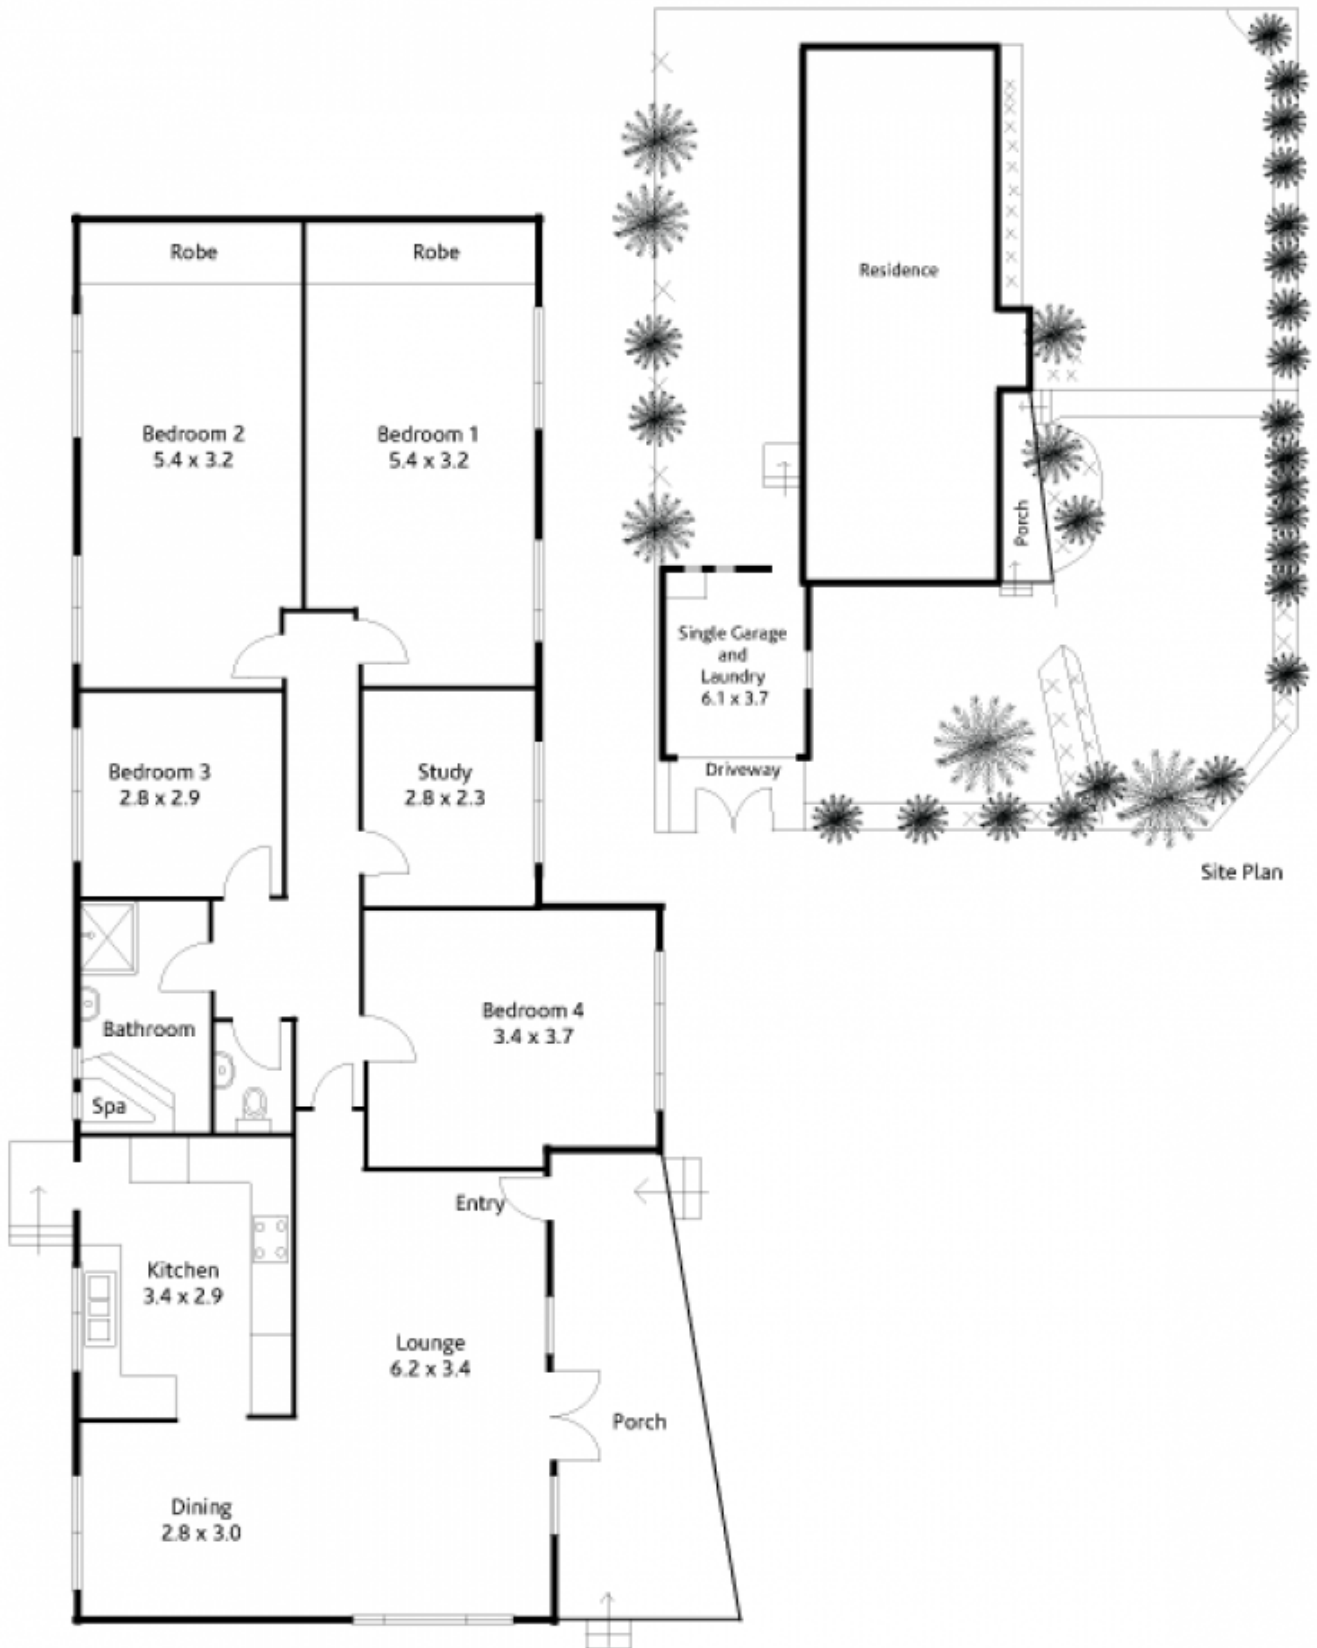 Robe
Robe
Residence
Bedroom 2
5.4 x 3.2
Bedroom 1
5.4 x 3.2
Porch
Single Garage
and
Laundry
6.1 x 3.7
Driveway
Bedroom 3
2.8 x 2.9
Study
2.8 x 2.3
Site Plan
Bathroom
Bedroom 4
3.4 x 3.7
Spa
Entry
Kitchen
3.4 x 2.9
Lounge
6.2 x 3.4
Porch
Dining
2.8 x 3.0